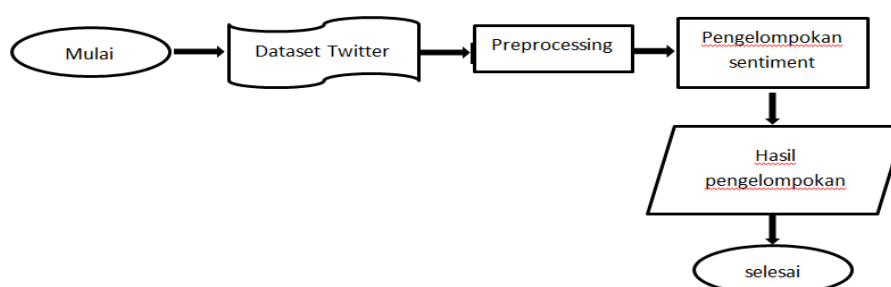 Mulai
Dataset Twitter
Preprocessing
Pengelompokan
sentiment
Hasil
pengelompokan
selesai